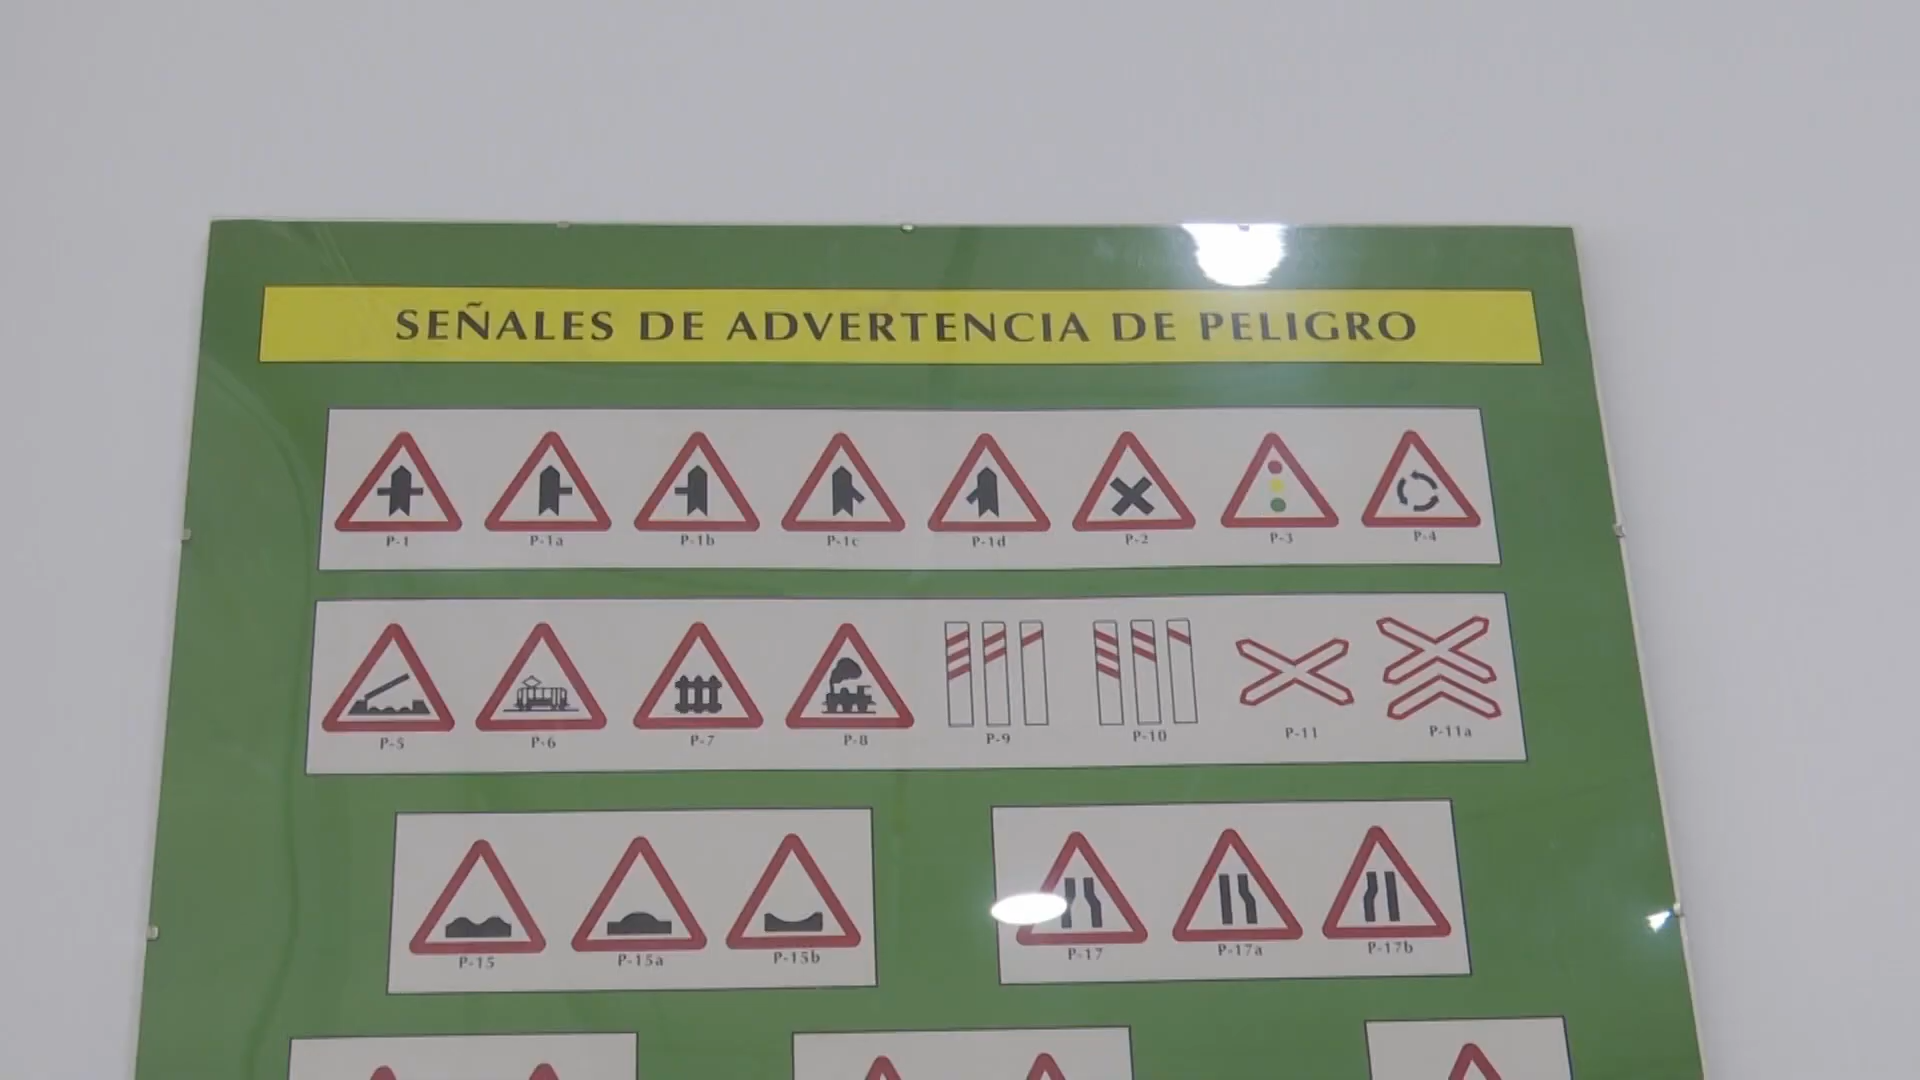 SEÑALES DE ADVERTENCIA DE PELIGRO
P-1 P-1a P-1b P-1c P-1d P-2 P-3 P-4
P-5 P-6 P-7 P-8 P-9 P-10 P-11 P-11a
P-15 P-15a P-15b P-17 P-17a P-17b